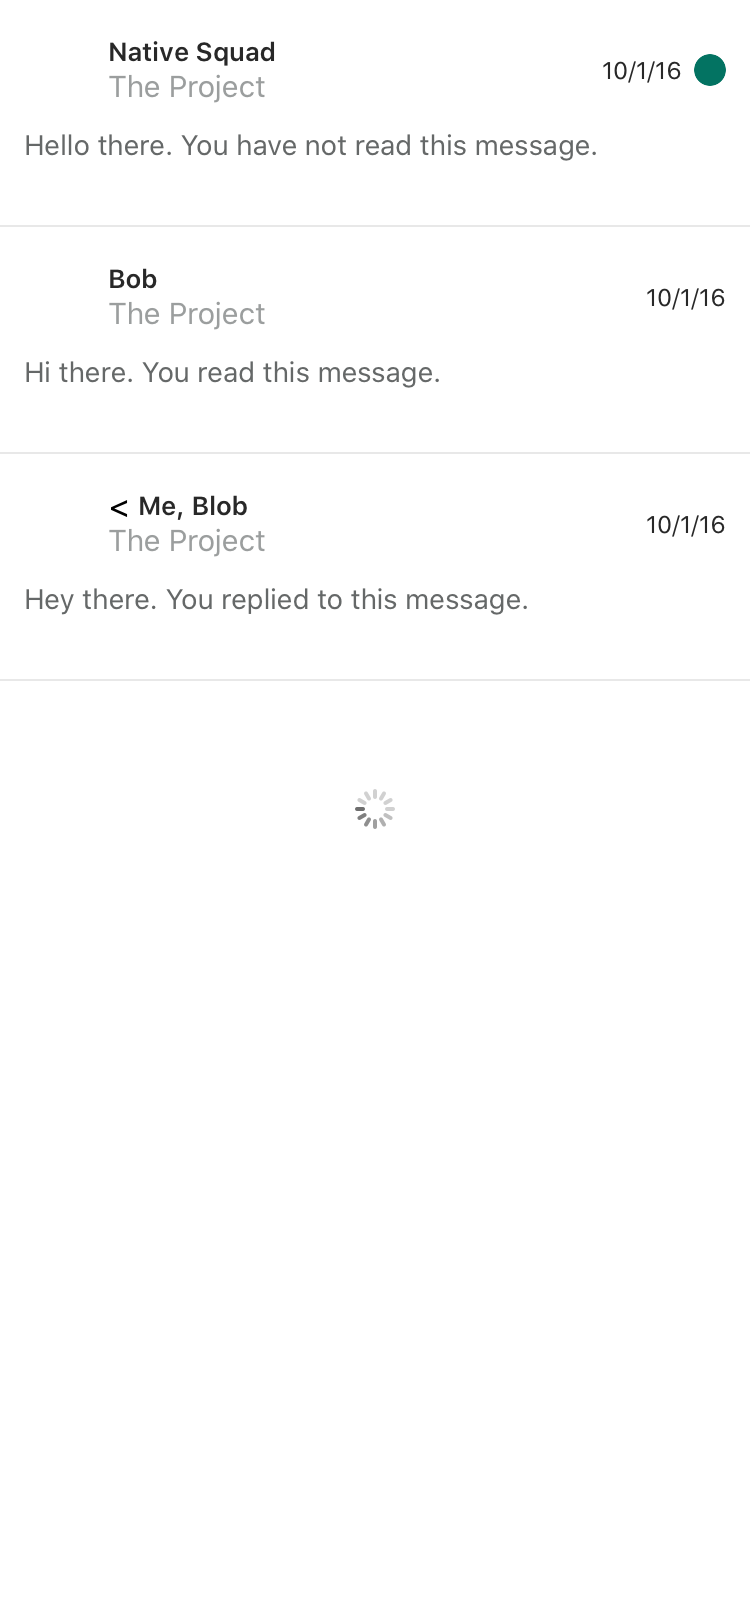 Native Squad
The Project
10/1/16
Hello there. You have not read this message.
Bob
The Project
10/1/16
Hi there. You read this message.
< Me, Blob
The Project
10/1/16
Hey there. You replied to this message.